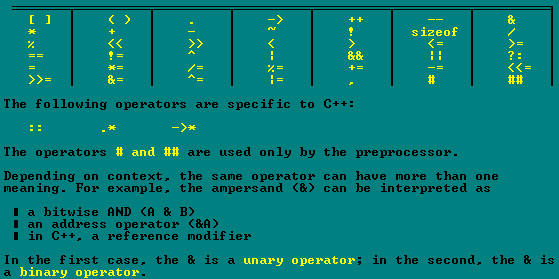 [ ] ( ) . -> ++ -- &
* + - ~ ! sizeof /
% << >> < > <= >=
== != ^ ¦ && ¦¦ ?:
= *= /= %= += -= <<=
>>= &= ^= ¦= , # ##
The following operators are specific to C++:
:: .* ->*
The operators # and ## are used only by the preprocessor.
Depending on context, the same operator can have more than one
meaning. For example, the ampersand (&) can be interpreted as
▮ a bitwise AND (A & B)
▮ an address operator (&A)
▮ in C++, a reference modifier
In the first case, the & is a unary operator; in the second, the & is
a binary operator.